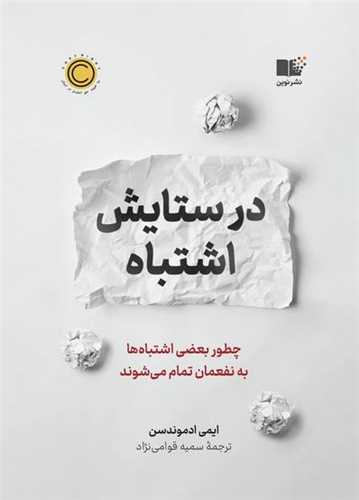 نشر نوین
در ستایش
اشتباه
چطور بعضی اشتباه‌ها
به نفعمان تمام می‌شوند
ایمی ادموندسن
ترجمهٔ سمیه قوامی‌نژاد